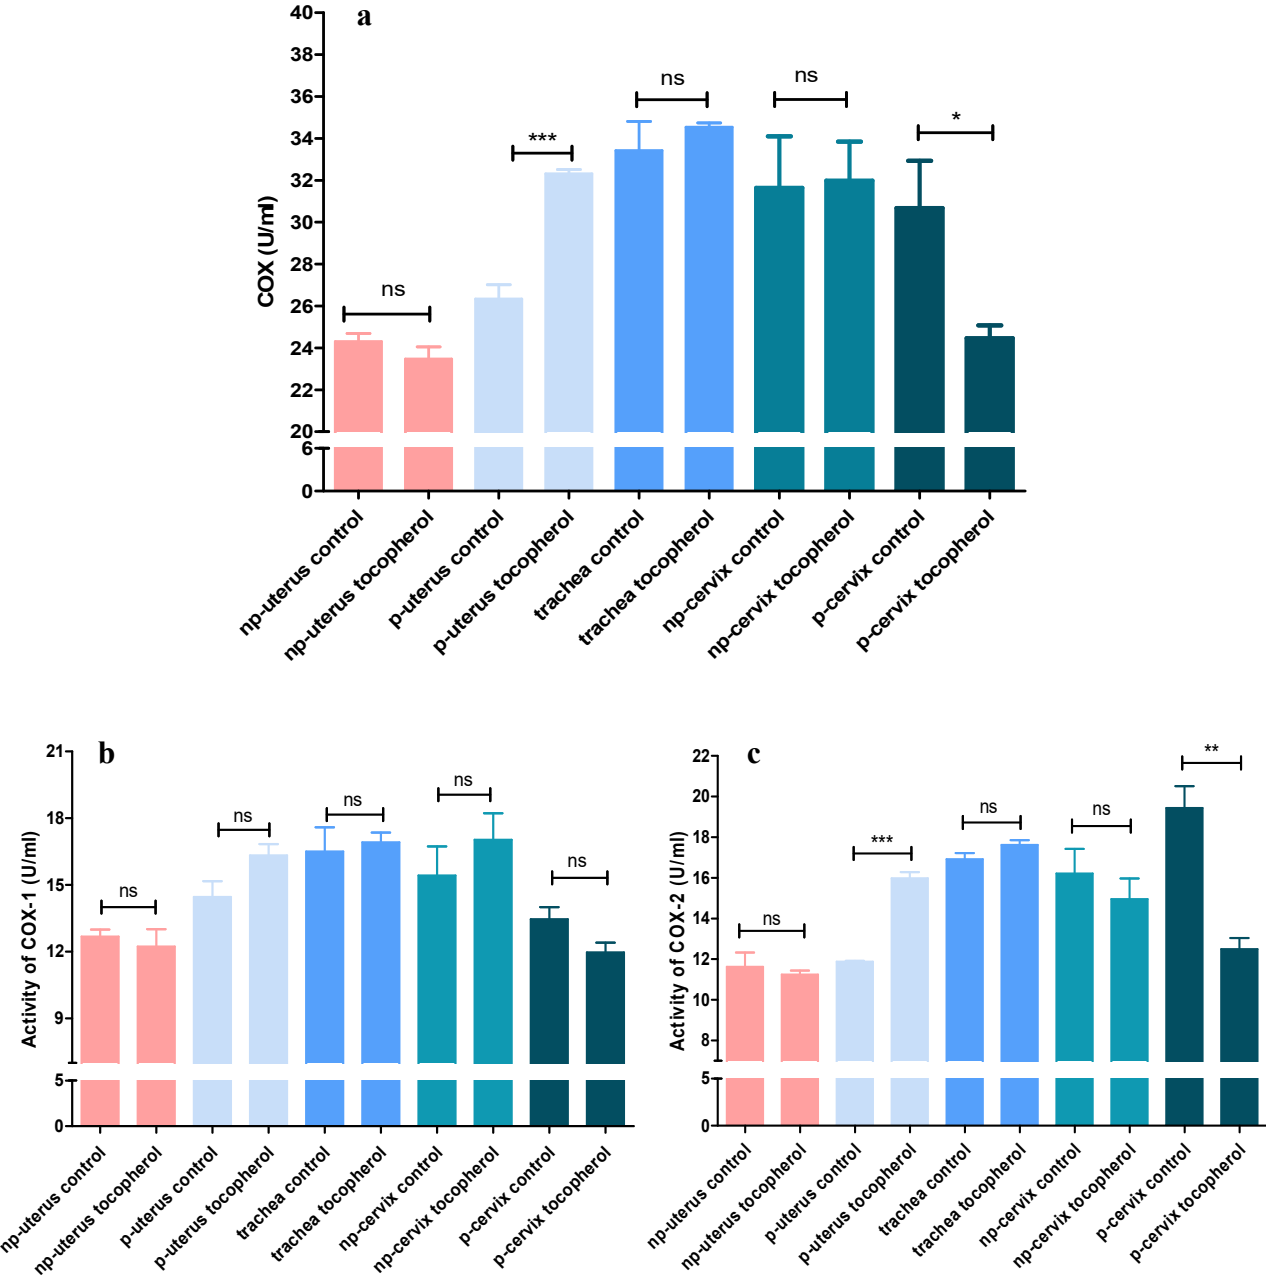 a
40
38
36
34
32
30
28
26
24
22
20
6
0
COX (U/ml)
ns
***
ns
ns
*
np-uterus control
np-uterus tocopherol
p-uterus control
p-uterus tocopherol
trachea control
trachea tocopherol
np-cervix control
np-cervix tocopherol
p-cervix control
p-cervix tocopherol
b
21
18
15
12
9
5
0
Activity of COX-1 (U/ml)
ns
ns
ns
ns
ns
np-uterus control
np-uterus tocopherol
p-uterus control
p-uterus tocopherol
trachea control
trachea tocopherol
np-cervix control
np-cervix tocopherol
p-cervix control
p-cervix tocopherol
c
22
20
18
16
14
12
10
8
5
0
Activity of COX-2 (U/ml)
ns
***
ns
ns
**
np-uterus control
np-uterus tocopherol
p-uterus control
p-uterus tocopherol
trachea control
trachea tocopherol
np-cervix control
np-cervix tocopherol
p-cervix control
p-cervix tocopherol